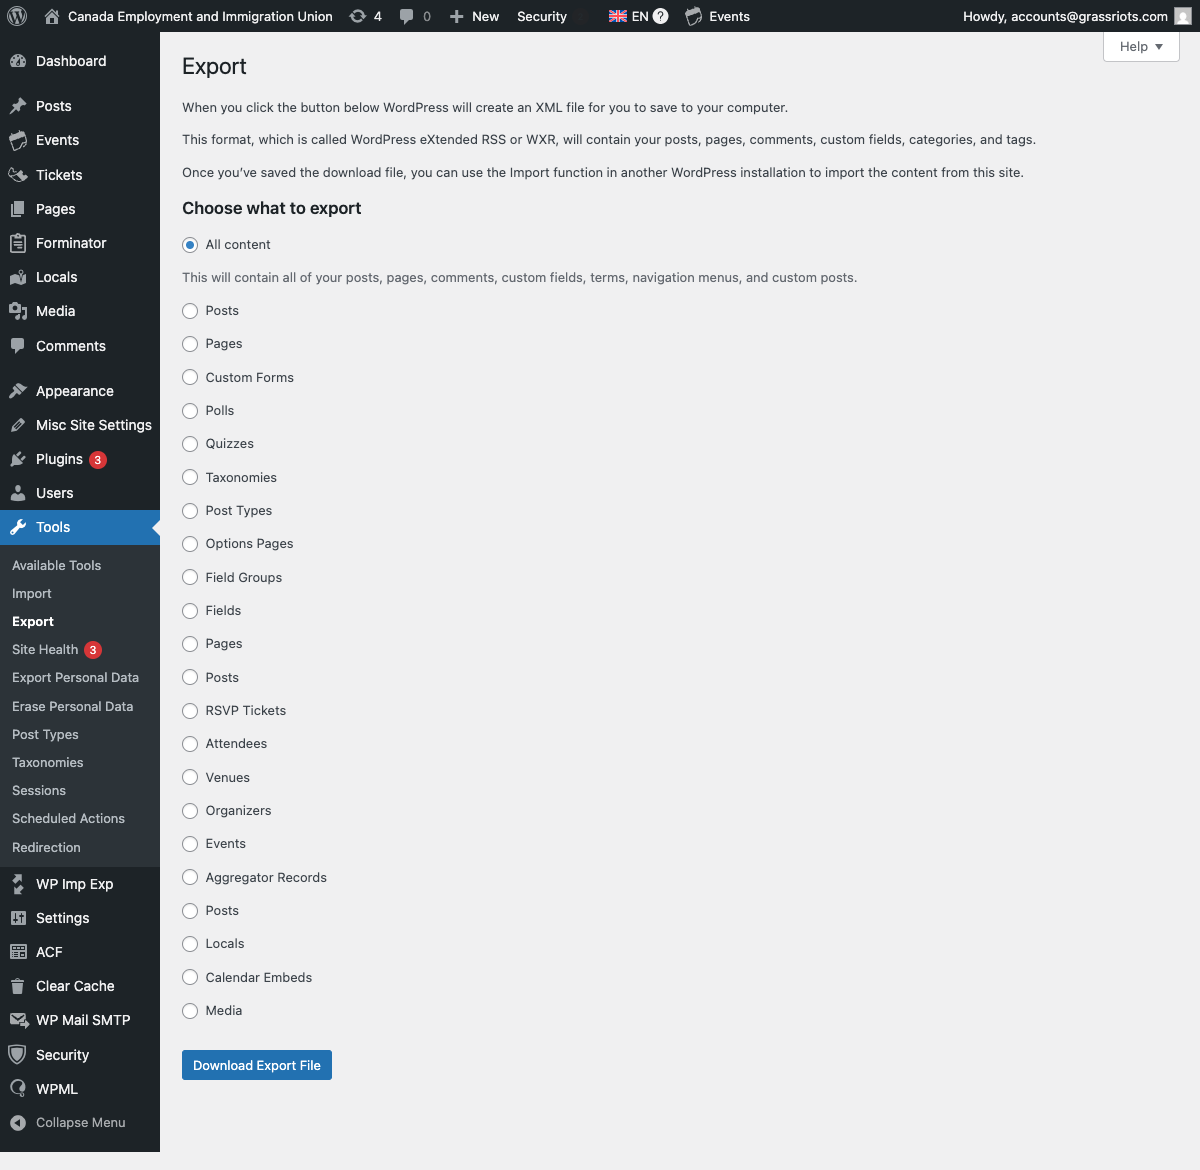 Canada Employment and Immigration Union 4 0 New Security EN ? Events Howdy, accounts@grassriots.com
Help
Dashboard
Posts
Events
Tickets
Pages
Forminator
Locals
Media
Comments
Appearance
Misc Site Settings
Plugins 3
Users
Tools
Available Tools
Import
Export
Site Health 3
Export Personal Data
Erase Personal Data
Post Types
Taxonomies
Sessions
Scheduled Actions
Redirection
WP Imp Exp
Settings
ACF
Clear Cache
WP Mail SMTP
Security
WPML
Collapse Menu
Export
When you click the button below WordPress will create an XML file for you to save to your computer.
This format, which is called WordPress eXtended RSS or WXR, will contain your posts, pages, comments, custom fields, categories, and tags.
Once you’ve saved the download file, you can use the Import function in another WordPress installation to import the content from this site.
Choose what to export
All content
This will contain all of your posts, pages, comments, custom fields, terms, navigation menus, and custom posts.
Posts
Pages
Custom Forms
Polls
Quizzes
Taxonomies
Post Types
Options Pages
Field Groups
Fields
Pages
Posts
RSVP Tickets
Attendees
Venues
Organizers
Events
Aggregator Records
Posts
Locals
Calendar Embeds
Media
Download Export File